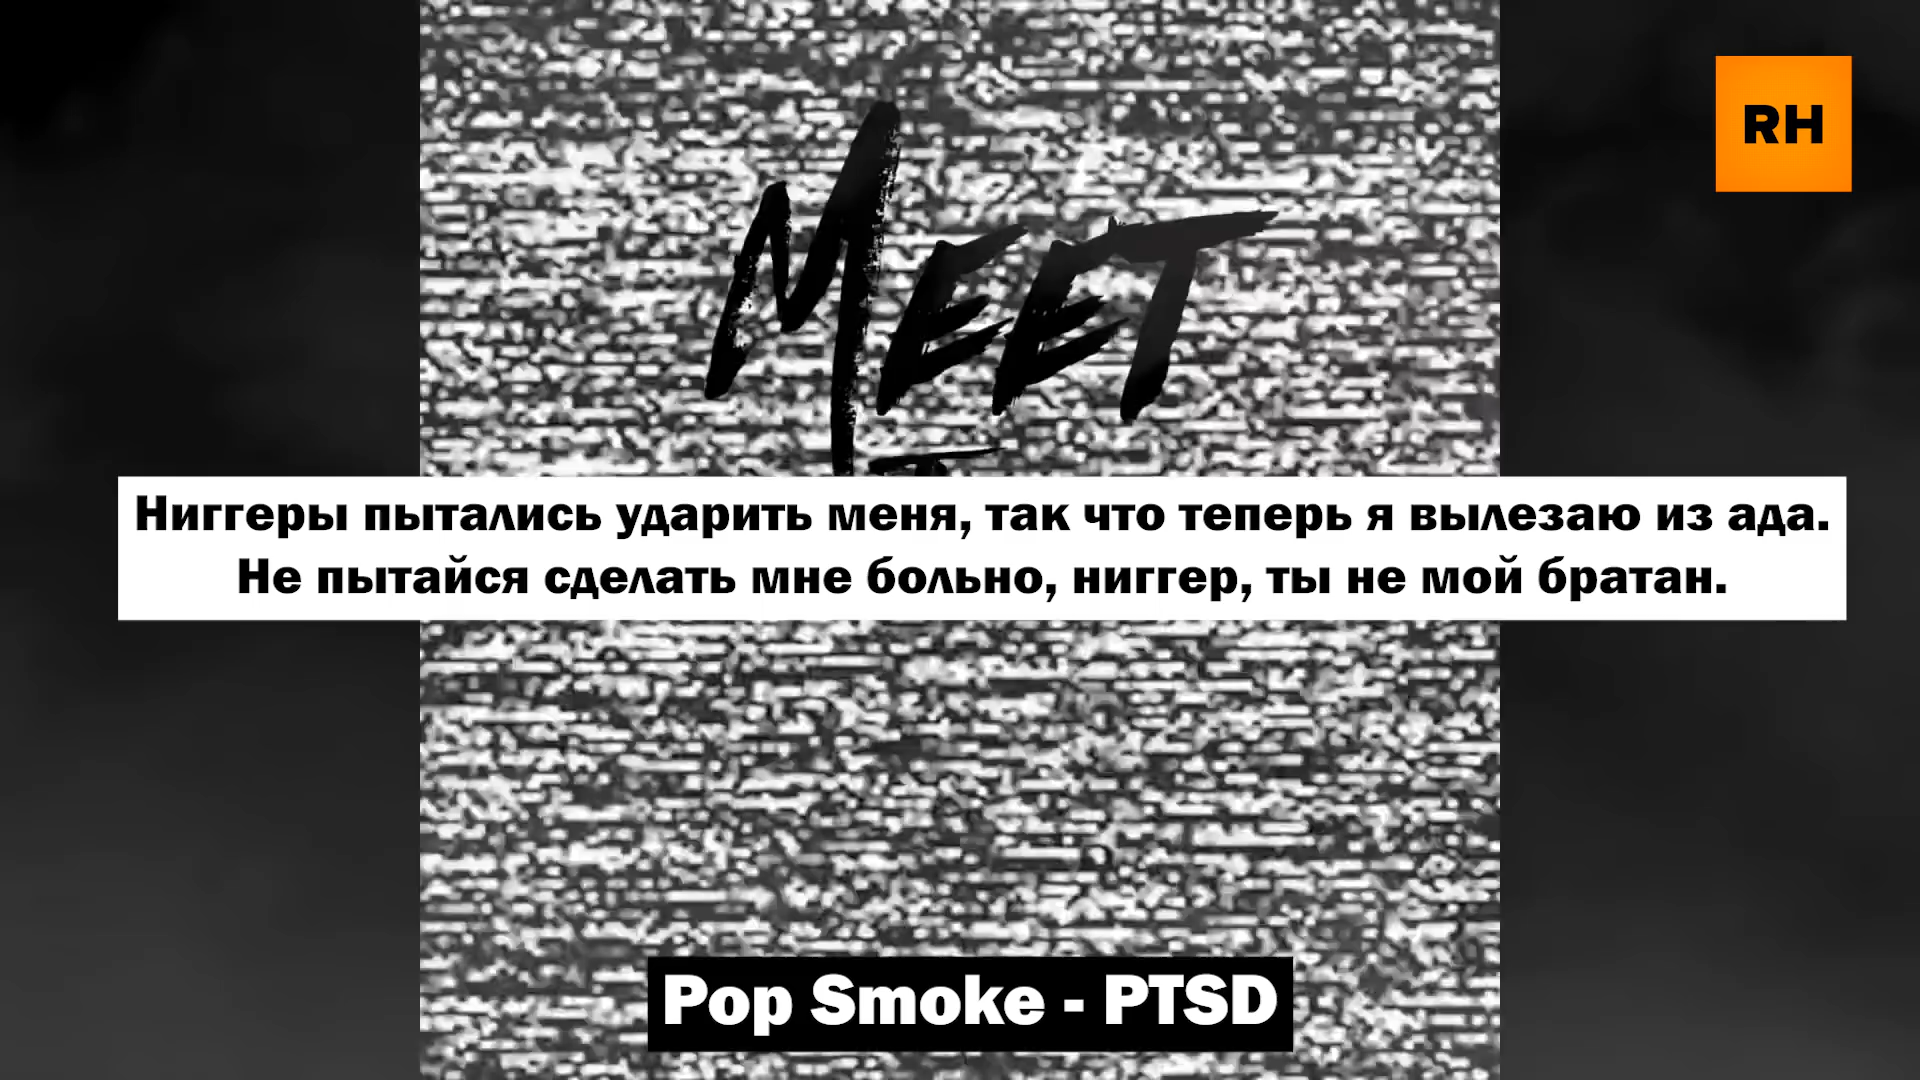 RH
MEET
Ниггеры пытались ударить меня, так что теперь я вылезаю из ада.
Не пытайся сделать мне больно, ниггер, ты не мой братан.
Pop Smoke - PTSD